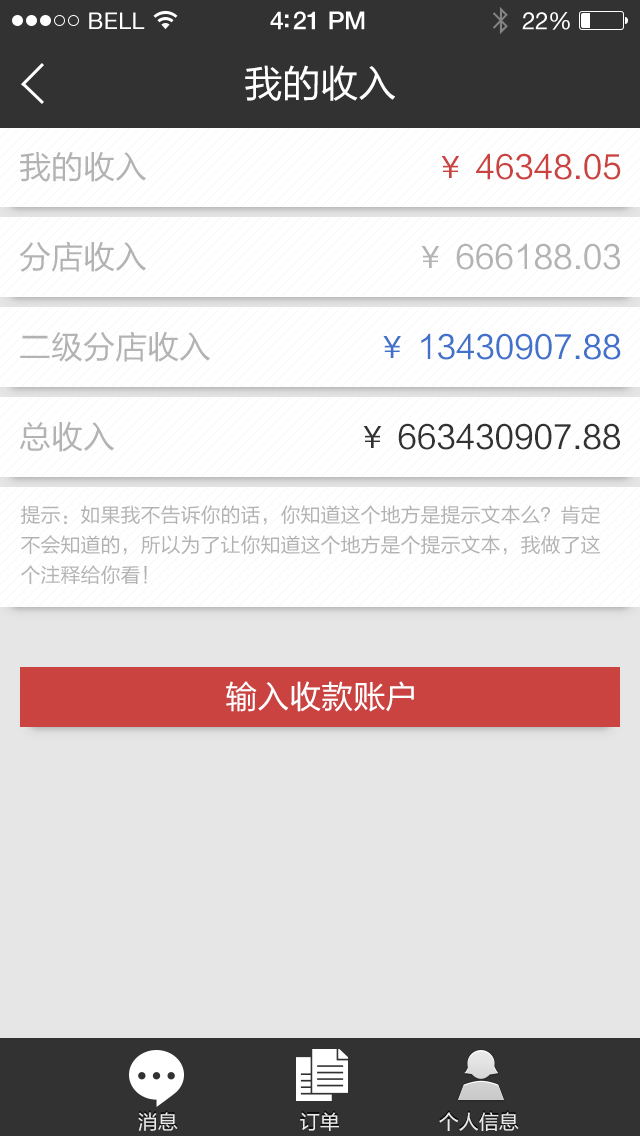 BELL 4:21 PM 22%
我的收入
我的收入 ￥ 46348.05
分店收入 ￥ 666188.03
二级分店收入 ￥ 13430907.88
总收入 ￥ 663430907.88
提示：如果我不告诉你的话，你知道这个地方是提示文本么？肯定
不会知道的，所以为了让你知道这个地方是个提示文本，我做了这
个注释给你看！
输入收款账户
消息 订单 个人信息